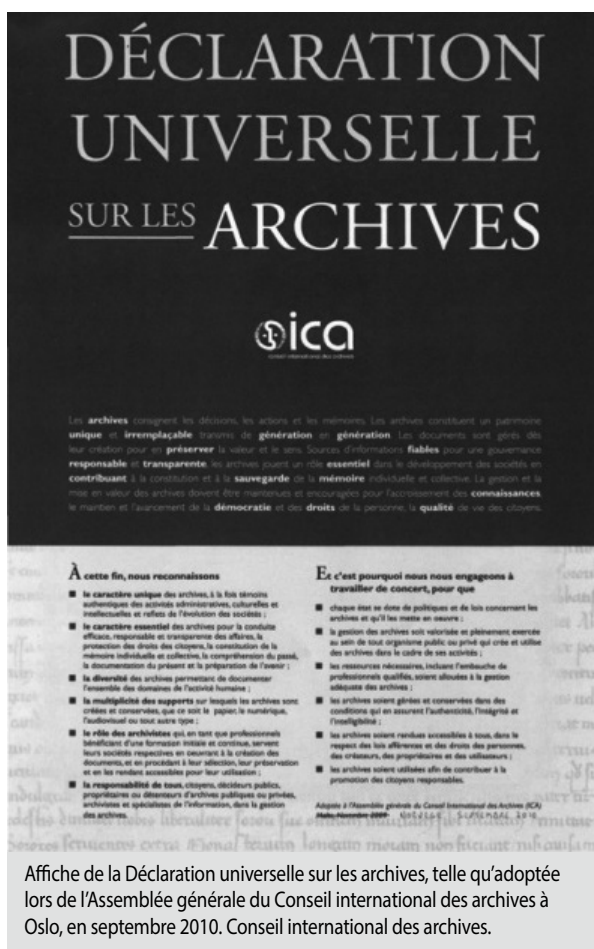 DÉCLARATION
UNIVERSELLE
SUR LES ARCHIVES
ica
conseil international des archives
Les archives consignent les décisions, les actions et les mémoires. Les archives constituent un patrimoine
unique et irremplaçable transmis de génération en génération. Les documents sont gérés dès
leur création pour en préserver la valeur et le sens. Sources d'informations fiables pour une gouvernance
responsable et transparente, les archives jouent un rôle essentiel dans le développement des sociétés en
contribuant à la constitution et à la sauvegarde de la mémoire individuelle et collective. La gestion et la
mise en valeur des archives doivent être maintenues et encouragées pour l'accroissement des connaissances,
le maintien et l'avancement de la démocratie et des droits de la personne, la qualité de vie des citoyens.
À cette fin, nous reconnaissons
■ le caractère unique des archives, à la fois témoins
authentiques des activités administratives, culturelles et
intellectuelles et reflets de l'évolution des sociétés ;
■ le caractère essentiel des archives pour la conduite
efficace, responsable et transparente des affaires, la
protection des droits des citoyens, la constitution de la
mémoire individuelle et collective, la compréhension du passé,
la documentation du présent et la préparation de l'avenir ;
■ la diversité des archives permettant de documenter
l'ensemble des domaines de l'activité humaine ;
■ la multiplicité des supports sur lesquels les archives sont
créées et conservées, que ce soit le papier, le numérique,
l'audiovisuel ou tout autre type ;
■ le rôle des archivistes qui, en tant que professionnels
bénéficiant d'une formation initiale et continue, servent
leurs sociétés respectives en oeuvrant à la création des
documents, et en procédant à leur sélection, leur préservation
et en les rendant accessibles pour leur utilisation ;
■ la responsabilité de tous, citoyens, décideurs publics,
propriétaires ou détenteurs d'archives publiques ou privées,
archivistes et spécialistes de l'information, dans la gestion
des archives.
Et c'est pourquoi nous nous engageons à
travailler de concert, pour que
■ chaque état se dote de politiques et de lois concernant les
archives et qu'il les mette en oeuvre ;
■ la gestion des archives soit valorisée et pleinement exercée
au sein de tout organisme public ou privé qui crée et utilise
des archives dans le cadre de ses activités ;
■ les ressources nécessaires, incluant l'embauche de
professionnels qualifiés, soient allouées à la gestion
adéquate des archives ;
■ les archives soient gérées et conservées dans des
conditions qui en assurent l'authenticité, l'intégrité et
l'intelligibilité ;
■ les archives soient rendues accessibles à tous, dans le
respect des lois afférentes et des droits des personnes,
des créateurs, des propriétaires et des utilisateurs ;
■ les archives soient utilisées afin de contribuer à la
promotion des citoyens responsables.
Adoptée à l'Assemblée générale du Conseil International des Archives (ICA)
Malte, Novembre 2009 2010
Affiche de la Déclaration universelle sur les archives, telle qu'adoptée
lors de l'Assemblée générale du Conseil international des archives à
Oslo, en septembre 2010. Conseil international des archives.